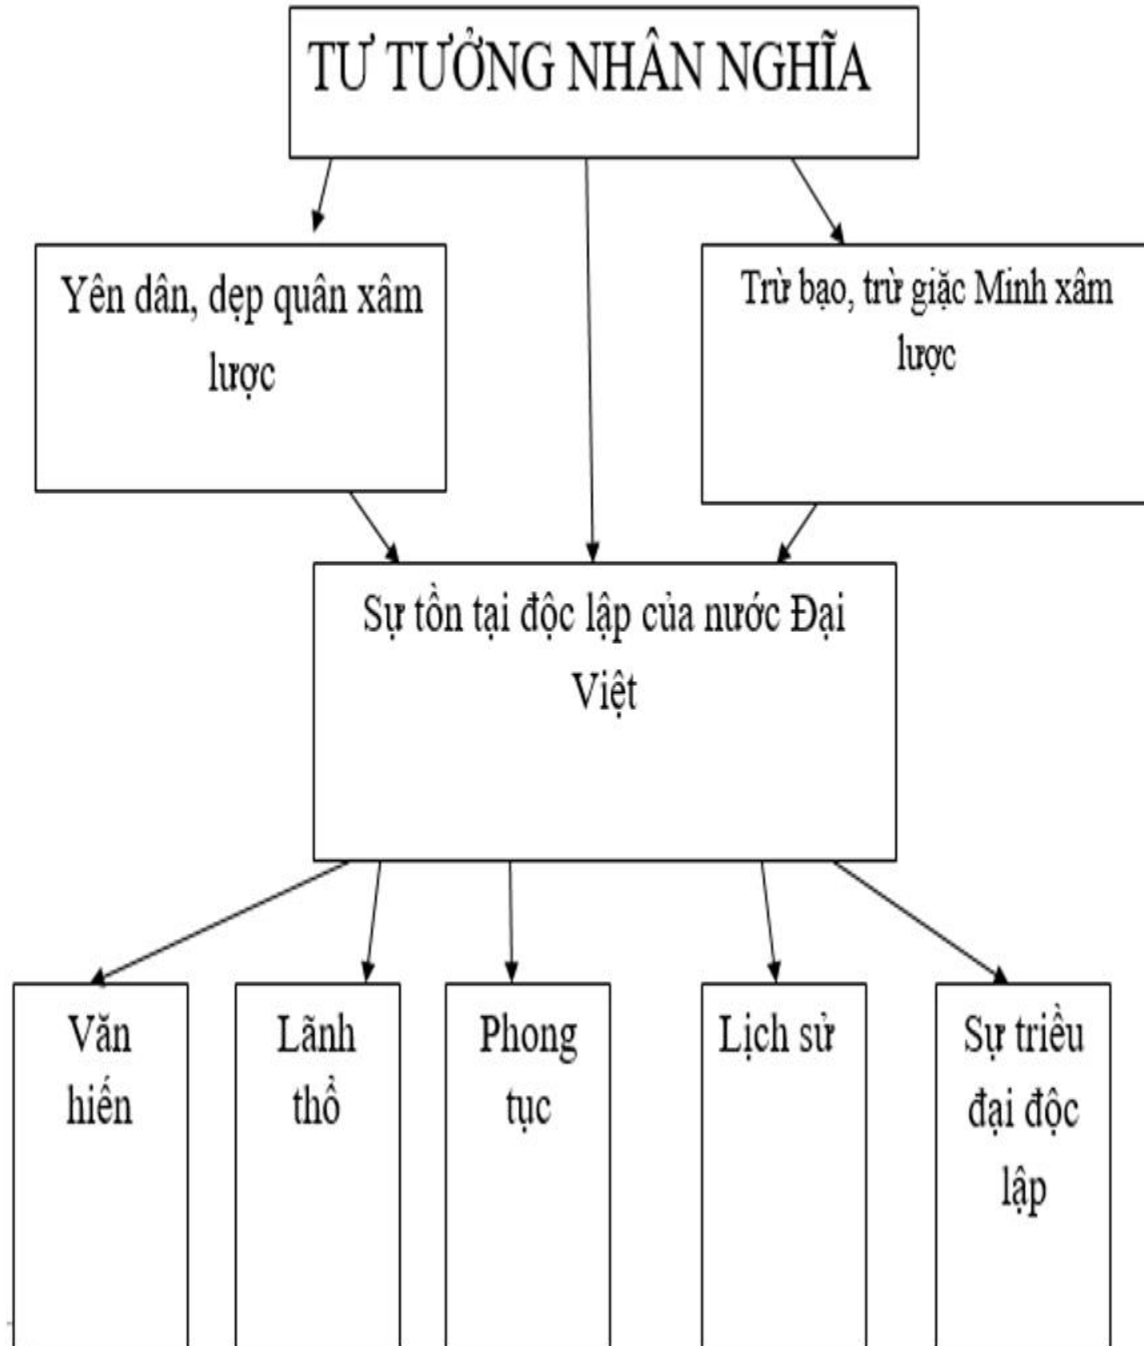 TƯ TƯỞNG NHÂN NGHĨA
Yên dân, dẹp quân xâm
lược
Trừ bạo, trừ giặc Minh xâm
lược
Sự tồn tại độc lập của nước Đại
Việt
Văn
hiến
Lãnh
thổ
Phong
tục
Lịch sử
Sự triều
đại độc
lập